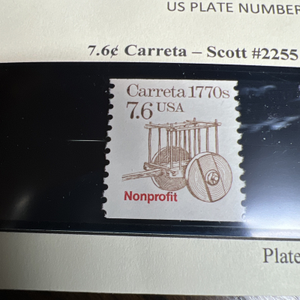 US PLATE NUMBER
7.6¢ Carreta – Scott #2255
Carreta 1770s
7.6 USA
Nonprofit
Plate